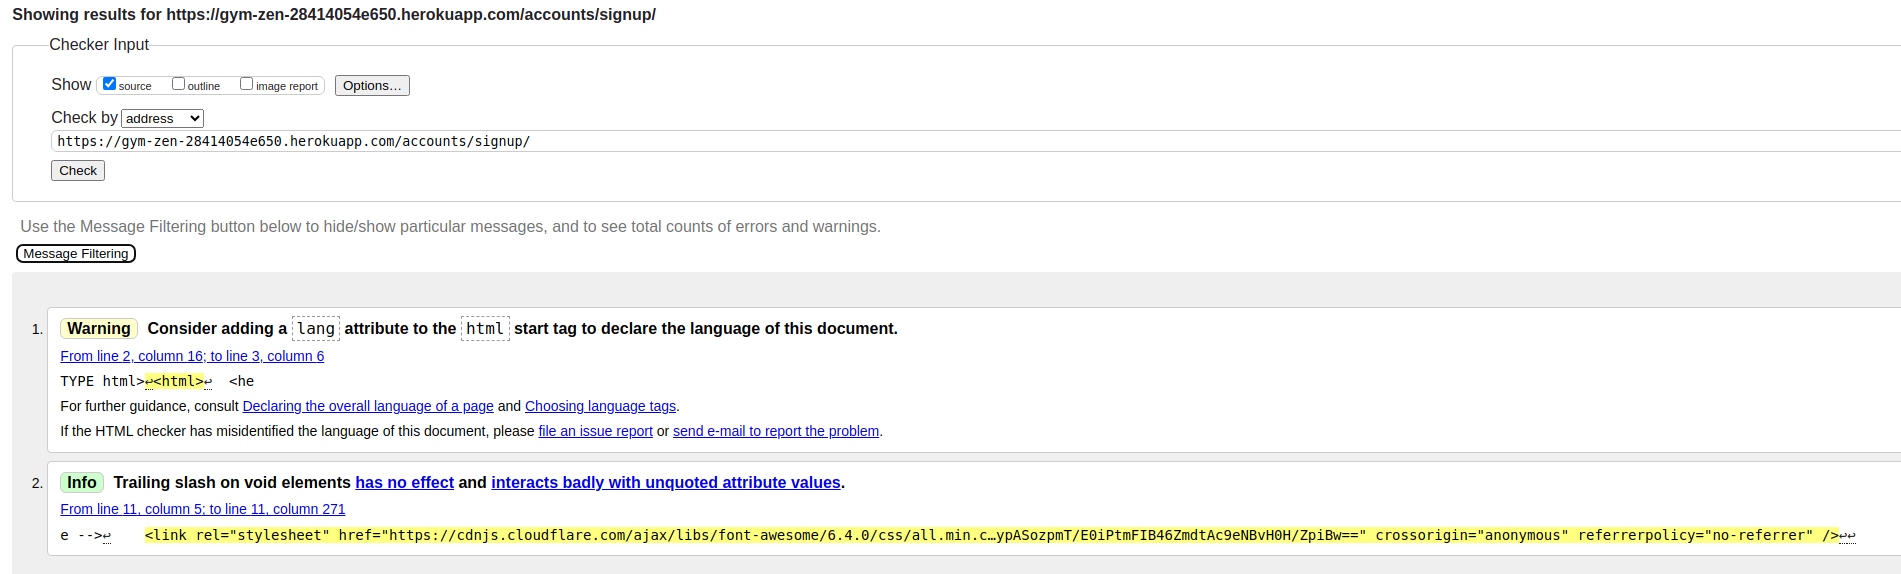 Showing results for https://gym-zen-28414054e650.herokuapp.com/accounts/signup/
Checker Input
Show source outline image report Options…
Check by address
https://gym-zen-28414054e650.herokuapp.com/accounts/signup/
Check
Use the Message Filtering button below to hide/show particular messages, and to see total counts of errors and warnings.
Message Filtering
1. Warning Consider adding a lang attribute to the html start tag to declare the language of this document.
From line 2, column 16; to line 3, column 6
TYPE html>↩<html>↩ <he
For further guidance, consult Declaring the overall language of a page and Choosing language tags.
If the HTML checker has misidentified the language of this document, please file an issue report or send e-mail to report the problem.
2. Info Trailing slash on void elements has no effect and interacts badly with unquoted attribute values.
From line 11, column 5; to line 11, column 271
e -->↩ <link rel="stylesheet" href="https://cdnjs.cloudflare.com/ajax/libs/font-awesome/6.4.0/css/all.min.c…ypASozpmT/E0iPtmFIB46ZmdtAc9eNBvH0H/ZpiBw==" crossorigin="anonymous" referrerpolicy="no-referrer" />↩↩